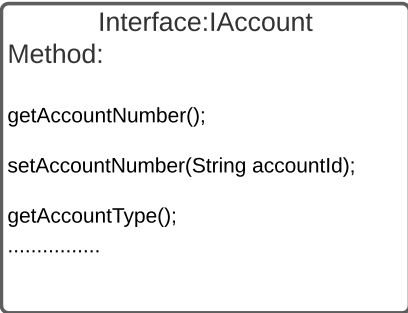 Interface:IAccount
Method:
getAccountNumber();
setAccountNumber(String accountId);
getAccountType();
................